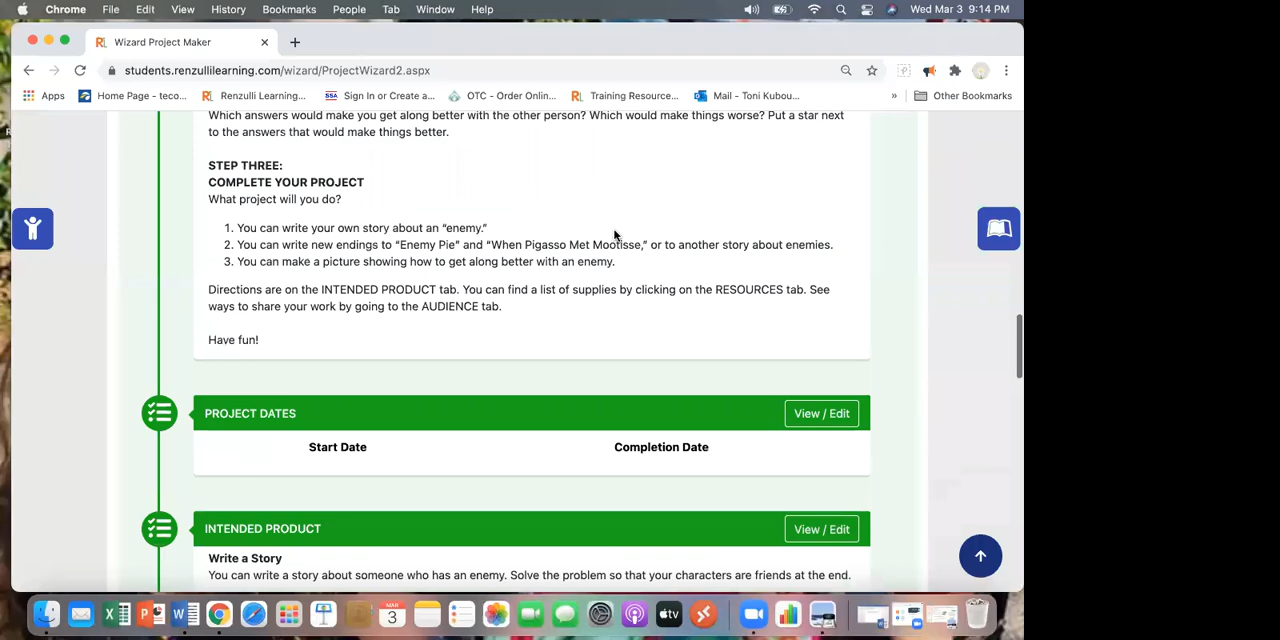 Chrome File Edit View History Bookmarks People Tab Window Help Wed Mar 3 9:14 PM
Wizard Project Maker
students.renzullilearning.com/wizard/ProjectWizard2.aspx
Apps Home Page - teco... Renzulli Learning... Sign In or Create a... OTC - Order Onlin... Training Resource... Mail - Toni Kubou... » Other Bookmarks
Which answers would make you get along better with the other person? Which would make things worse? Put a star next
to the answers that would make things better.
STEP THREE:
COMPLETE YOUR PROJECT
What project will you do?
1. You can write your own story about an “enemy.”
2. You can write new endings to “Enemy Pie” and “When Pigasso Met Mootisse,” or to another story about enemies.
3. You can make a picture showing how to get along better with an enemy.
Directions are on the INTENDED PRODUCT tab. You can find a list of supplies by clicking on the RESOURCES tab. See
ways to share your work by going to the AUDIENCE tab.
Have fun!
PROJECT DATES View / Edit
Start Date Completion Date
INTENDED PRODUCT View / Edit
Write a Story
You can write a story about someone who has an enemy. Solve the problem so that your characters are friends at the end.
MAR
3
tv